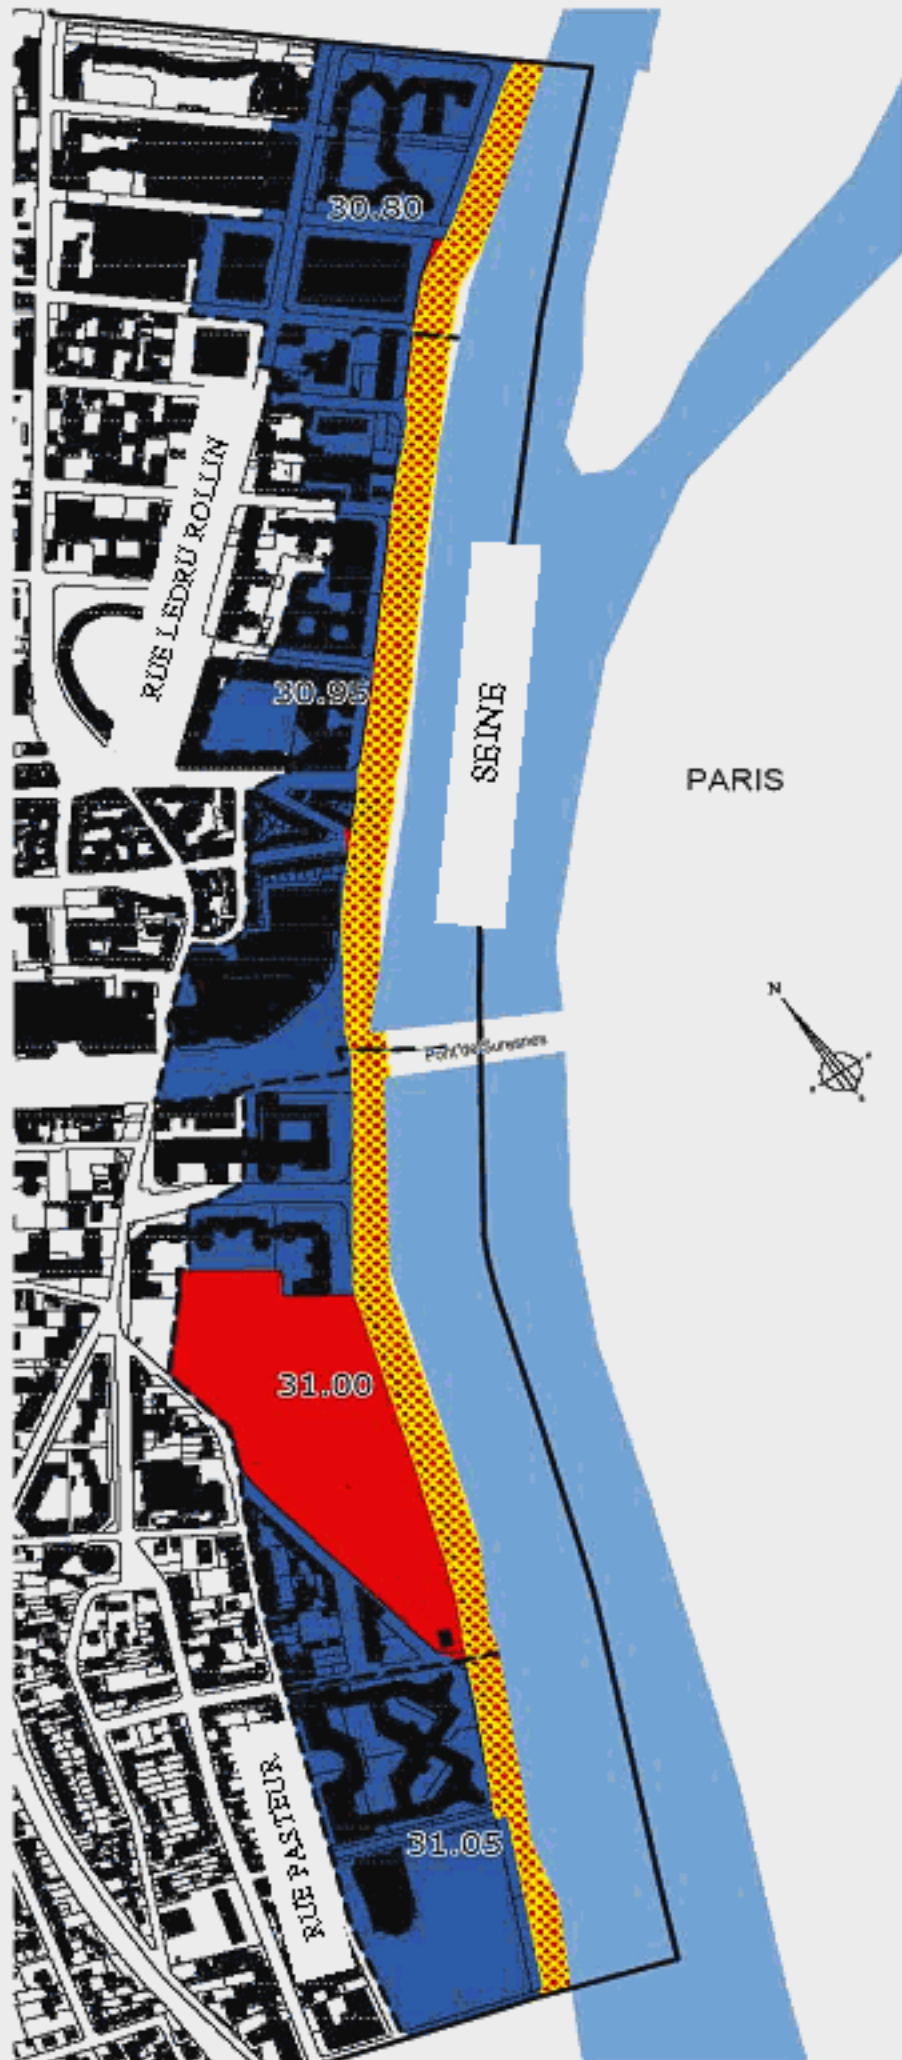 30.80
RUE LEDRU ROLLIN
30.95
SEINE
PARIS
N
Pont de Suresnes
31.00
31.05
RUE PASTEUR